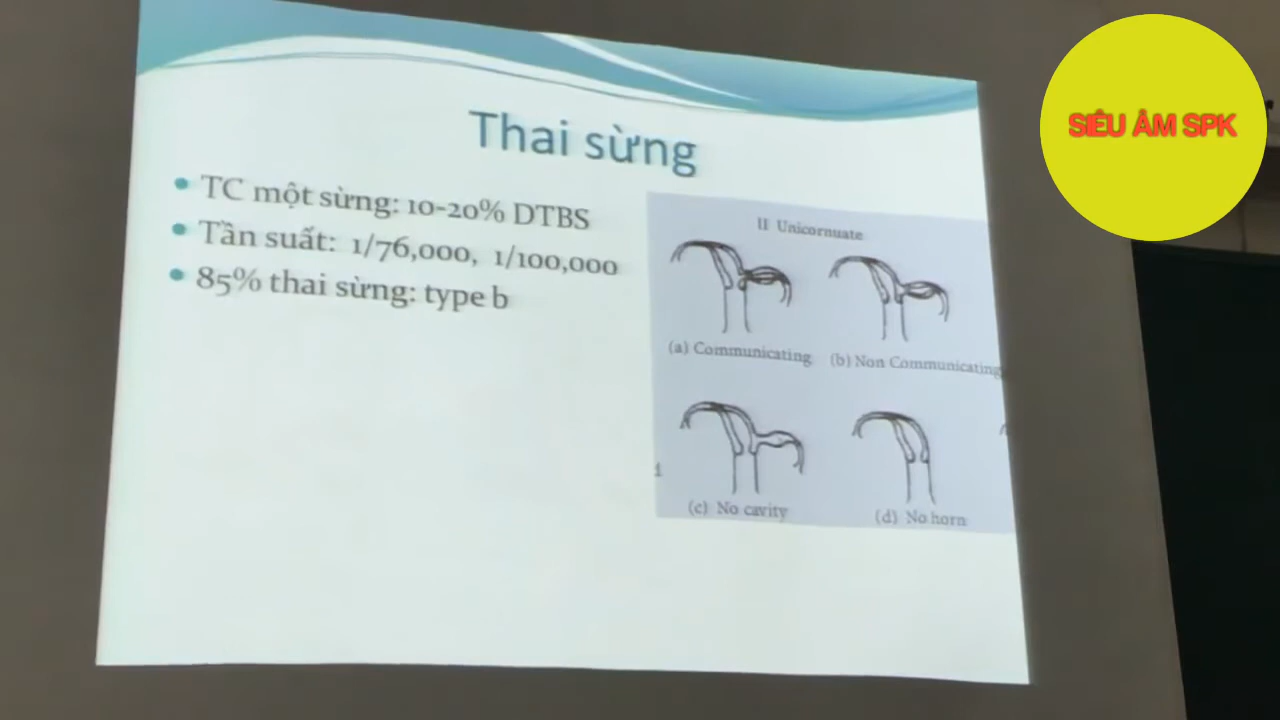 Thai sừng
• TC một sừng: 10-20% DTBS
• Tần suất: 1/76,000, 1/100,000
• 85% thai sừng: type b
II Unicornuate
(a) Communicating
(b) Non Communicating
(c) No cavity
(d) No horn
SIÊU ÂM SPK